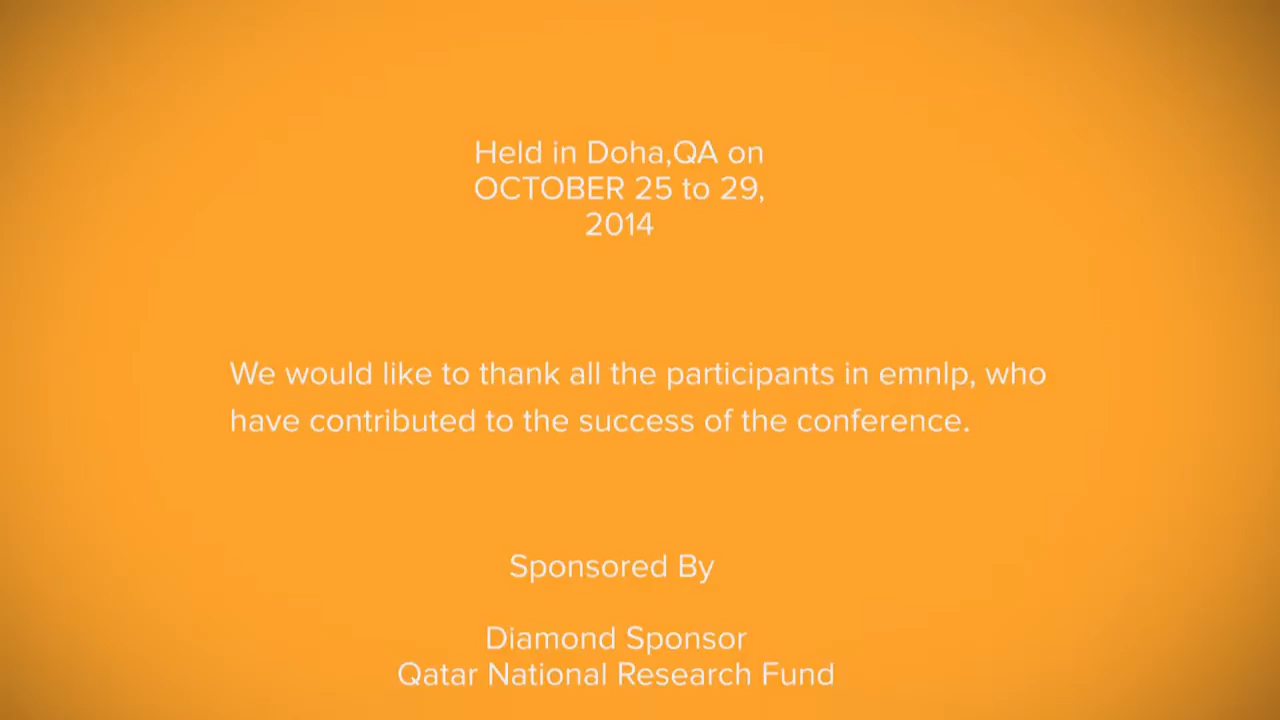 Held in Doha,QA on
OCTOBER 25 to 29,
2014
We would like to thank all the participants in emnlp, who
have contributed to the success of the conference.
Sponsored By
Diamond Sponsor
Qatar National Research Fund